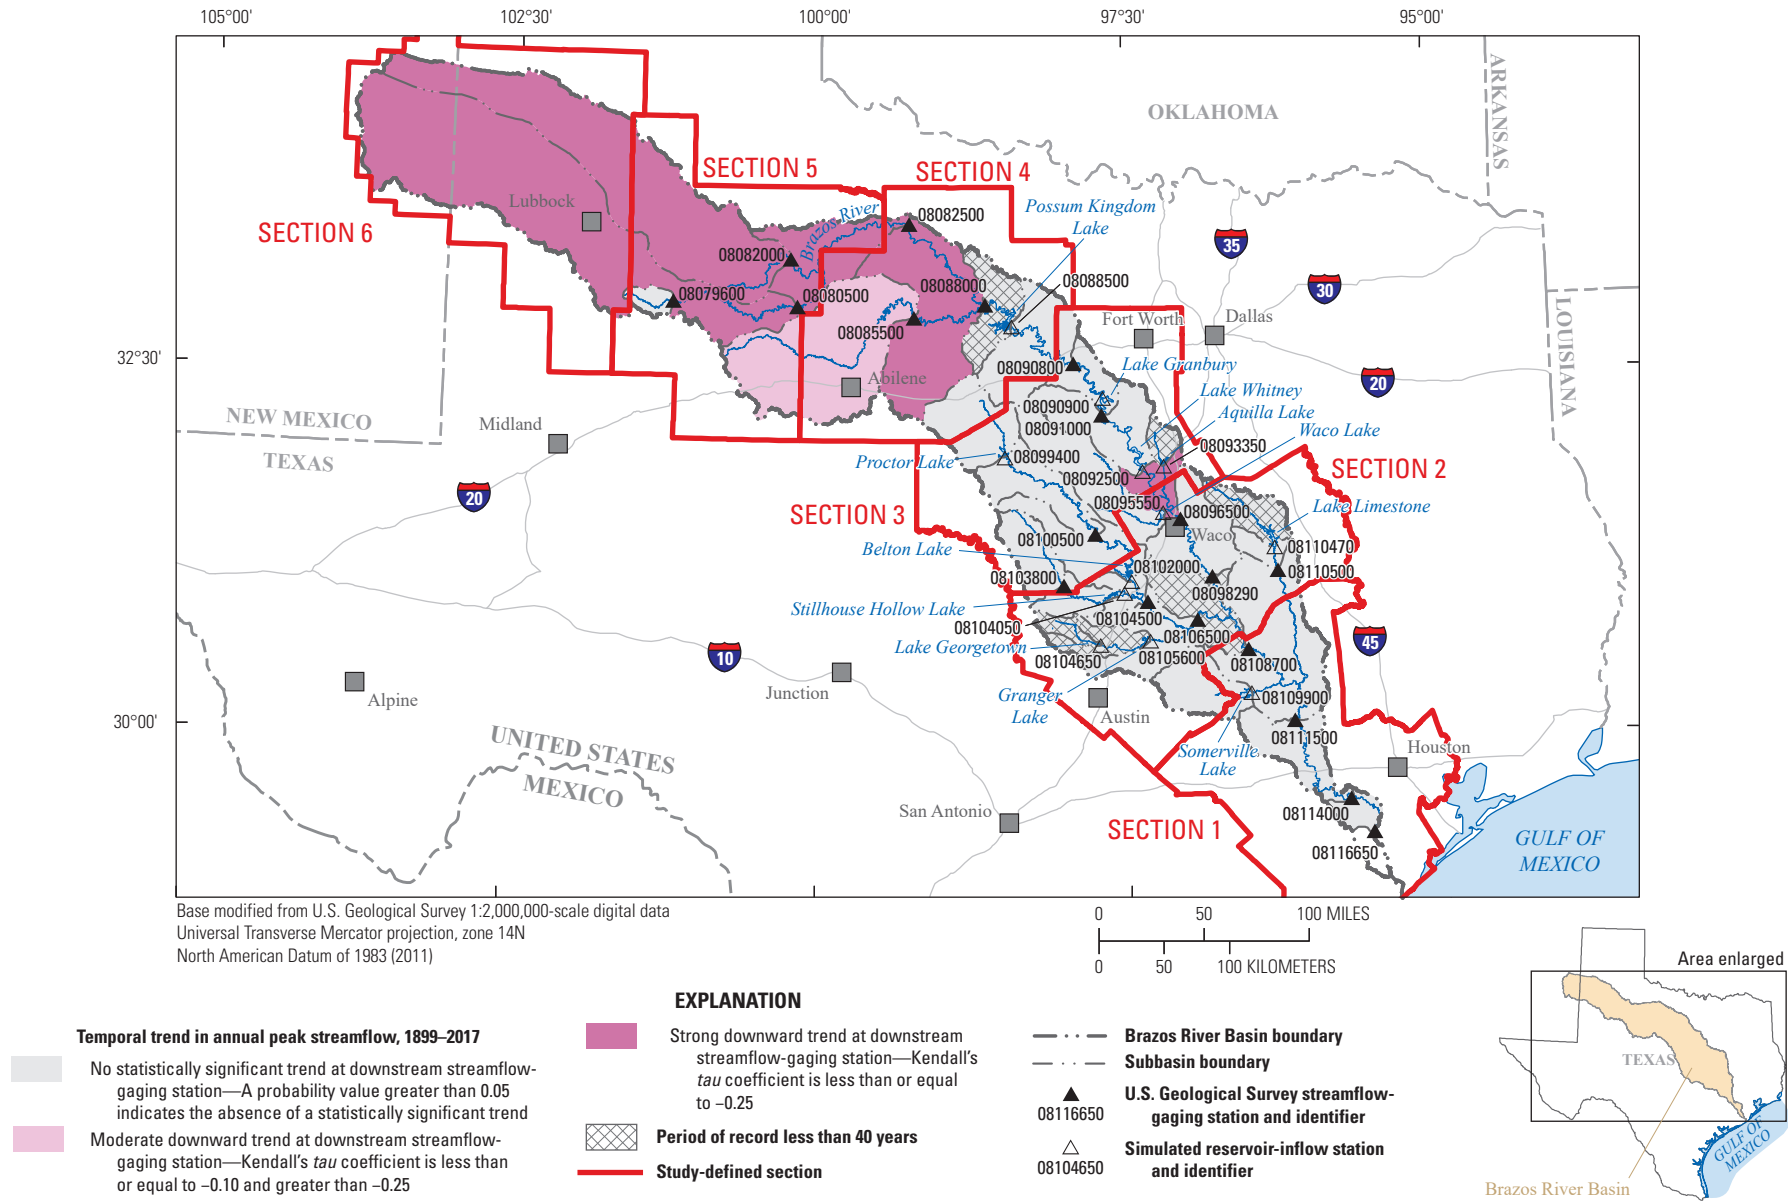 105°00'
102°30'
100°00'
97°30'
95°00'
32°30'
30°00'
ARKANSAS
OKLAHOMA
LOUISIANA
NEW MEXICO
TEXAS
UNITED STATES
MEXICO
GULF OF
MEXICO
SECTION 6
SECTION 5
SECTION 4
SECTION 3
SECTION 2
SECTION 1
Brazos River
Possum Kingdom
Lake
Lake Granbury
Lake Whitney
Aquilla Lake
Waco Lake
Lake Limestone
Proctor Lake
Belton Lake
Stillhouse Hollow Lake
Lake Georgetown
Granger
Lake
Somerville
Lake
Lubbock
Midland
Abilene
Fort Worth
Dallas
Waco
Alpine
Junction
Austin
San Antonio
Houston
35
30
20
20
45
10
08082500
08082000
08079600
08080500
08088000
08085500
08088500
08090800
08090900
08091000
08093350
08099400
08092500
08095550
08096500
08100500
08110470
08110500
08102000
08103800
08098290
08104050
08104500
08106500
08104650
08105600
08108700
08109900
08111500
08114000
08116650
Base modified from U.S. Geological Survey 1:2,000,000-scale digital data
Universal Transverse Mercator projection, zone 14N
North American Datum of 1983 (2011)
0 50 100 MILES
0 50 100 KILOMETERS
EXPLANATION
Temporal trend in annual peak streamflow, 1899–2017
No statistically significant trend at downstream streamflow-
gaging station—A probability value greater than 0.05
indicates the absence of a statistically significant trend
Moderate downward trend at downstream streamflow-
gaging station—Kendall's tau coefficient is less than
or equal to −0.10 and greater than −0.25
Strong downward trend at downstream
streamflow-gaging station—Kendall's
tau coefficient is less than or equal
to −0.25
Period of record less than 40 years
Study-defined section
Brazos River Basin boundary
Subbasin boundary
08116650
U.S. Geological Survey streamflow-
gaging station and identifier
08104650
Simulated reservoir-inflow station
and identifier
Area enlarged
TEXAS
GULF OF
MEXICO
Brazos River Basin